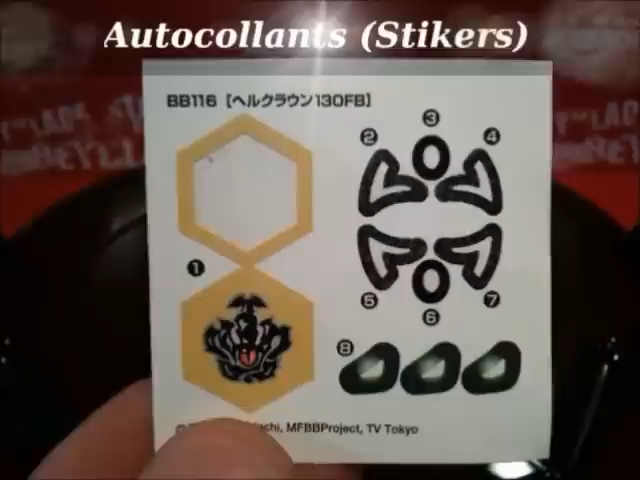 Autocollants (Stikers)
BB116【ヘルクラウン130FB】
3
2 4
1
5 7
6
8
achi, MFBBProject, TV Tokyo